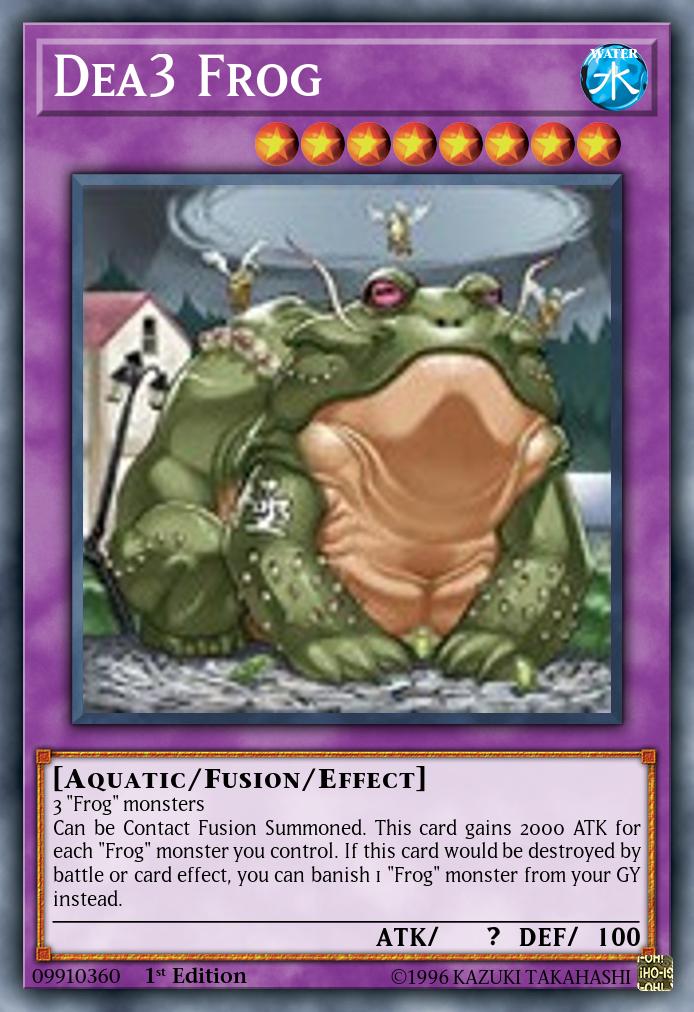 Dea3 Frog
WATER
水
[Aquatic/Fusion/Effect]
3 "Frog" monsters
Can be Contact Fusion Summoned. This card gains 2000 ATK for
each "Frog" monster you control. If this card would be destroyed by
battle or card effect, you can banish 1 "Frog" monster from your GY
instead.
ATK/ ? DEF/ 100
09910360 1st Edition ©1996 KAZUKI TAKAHASHI